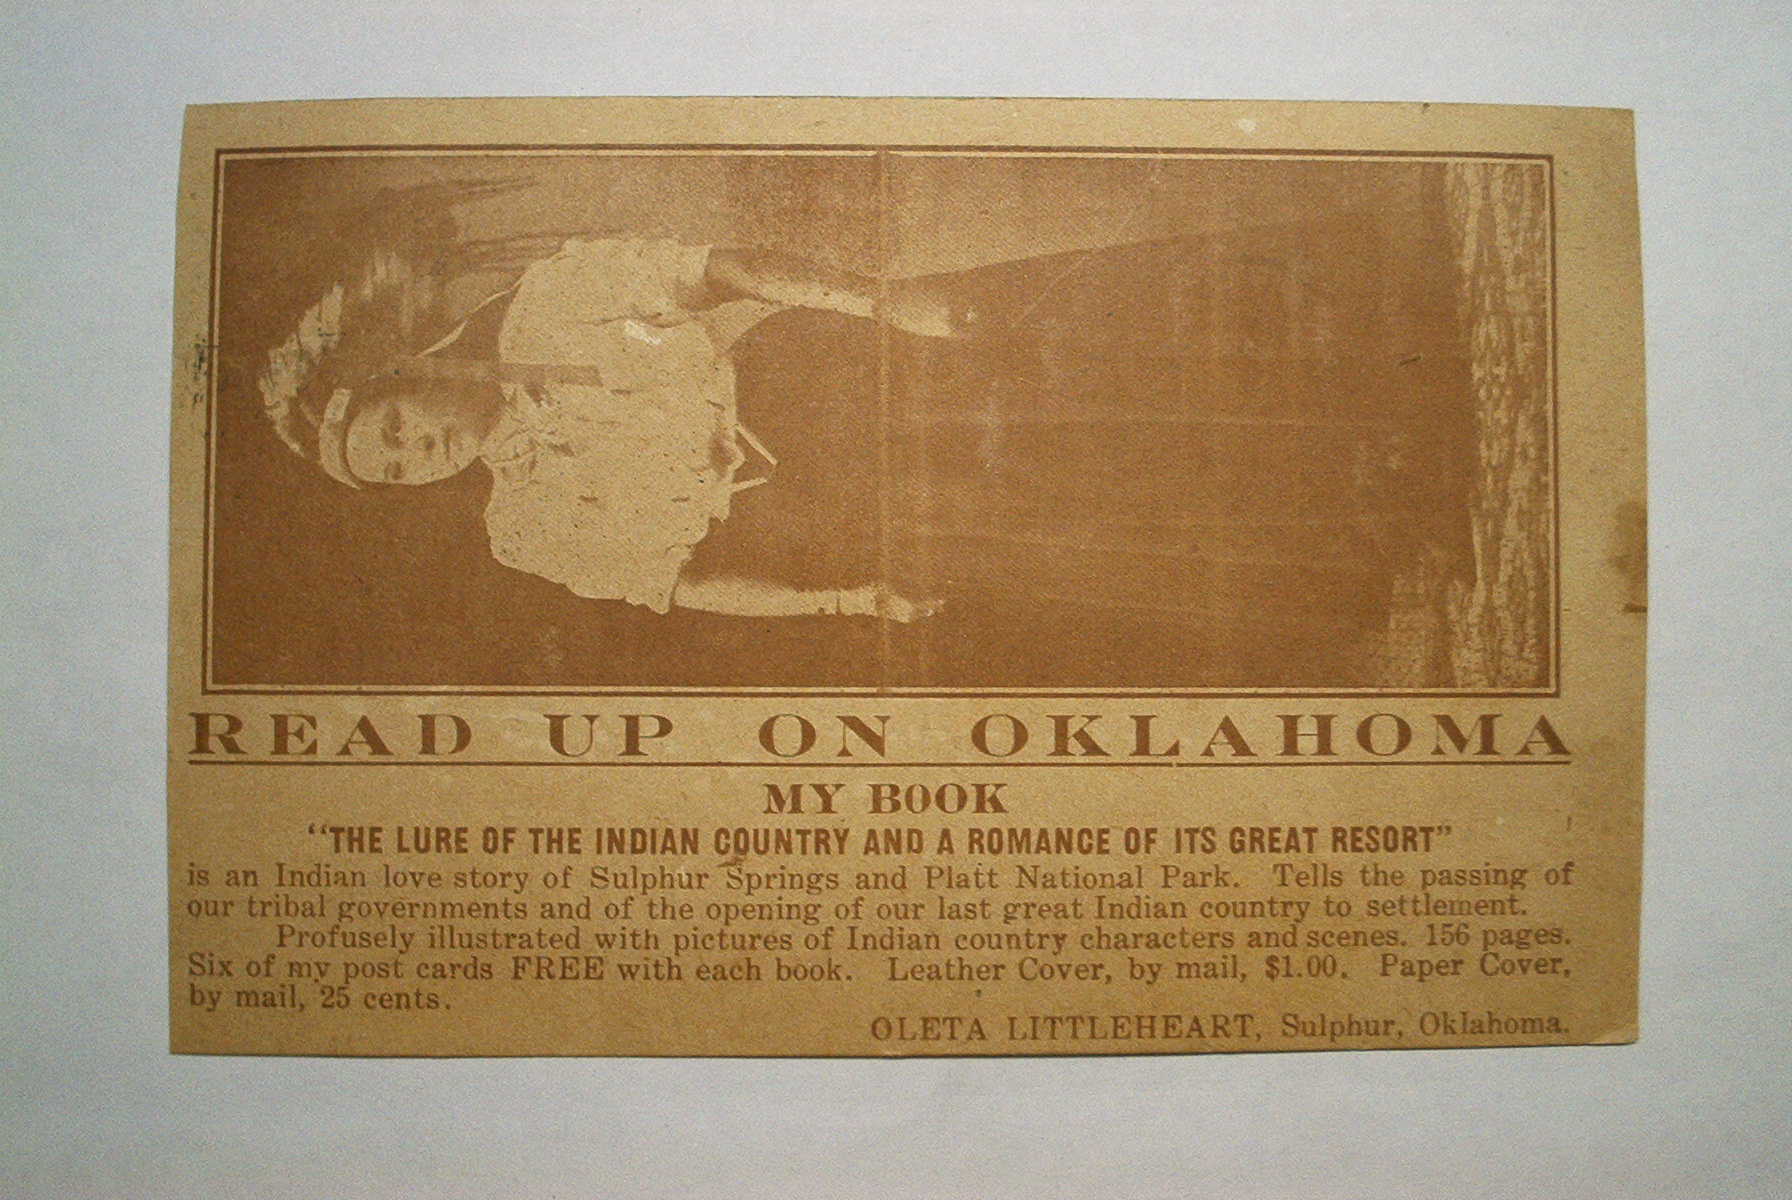 READ UP ON OKLAHOMA
MY BOOK
"THE LURE OF THE INDIAN COUNTRY AND A ROMANCE OF ITS GREAT RESORT"
is an Indian love story of Sulphur Springs and Platt National Park. Tells the passing of
our tribal governments and of the opening of our last great Indian country to settlement.
Profusely illustrated with pictures of Indian country characters and scenes. 156 pages.
Six of my post cards FREE with each book. Leather Cover, by mail, $1.00. Paper Cover,
by mail, 25 cents.
OLETA LITTLEHEART, Sulphur, Oklahoma.